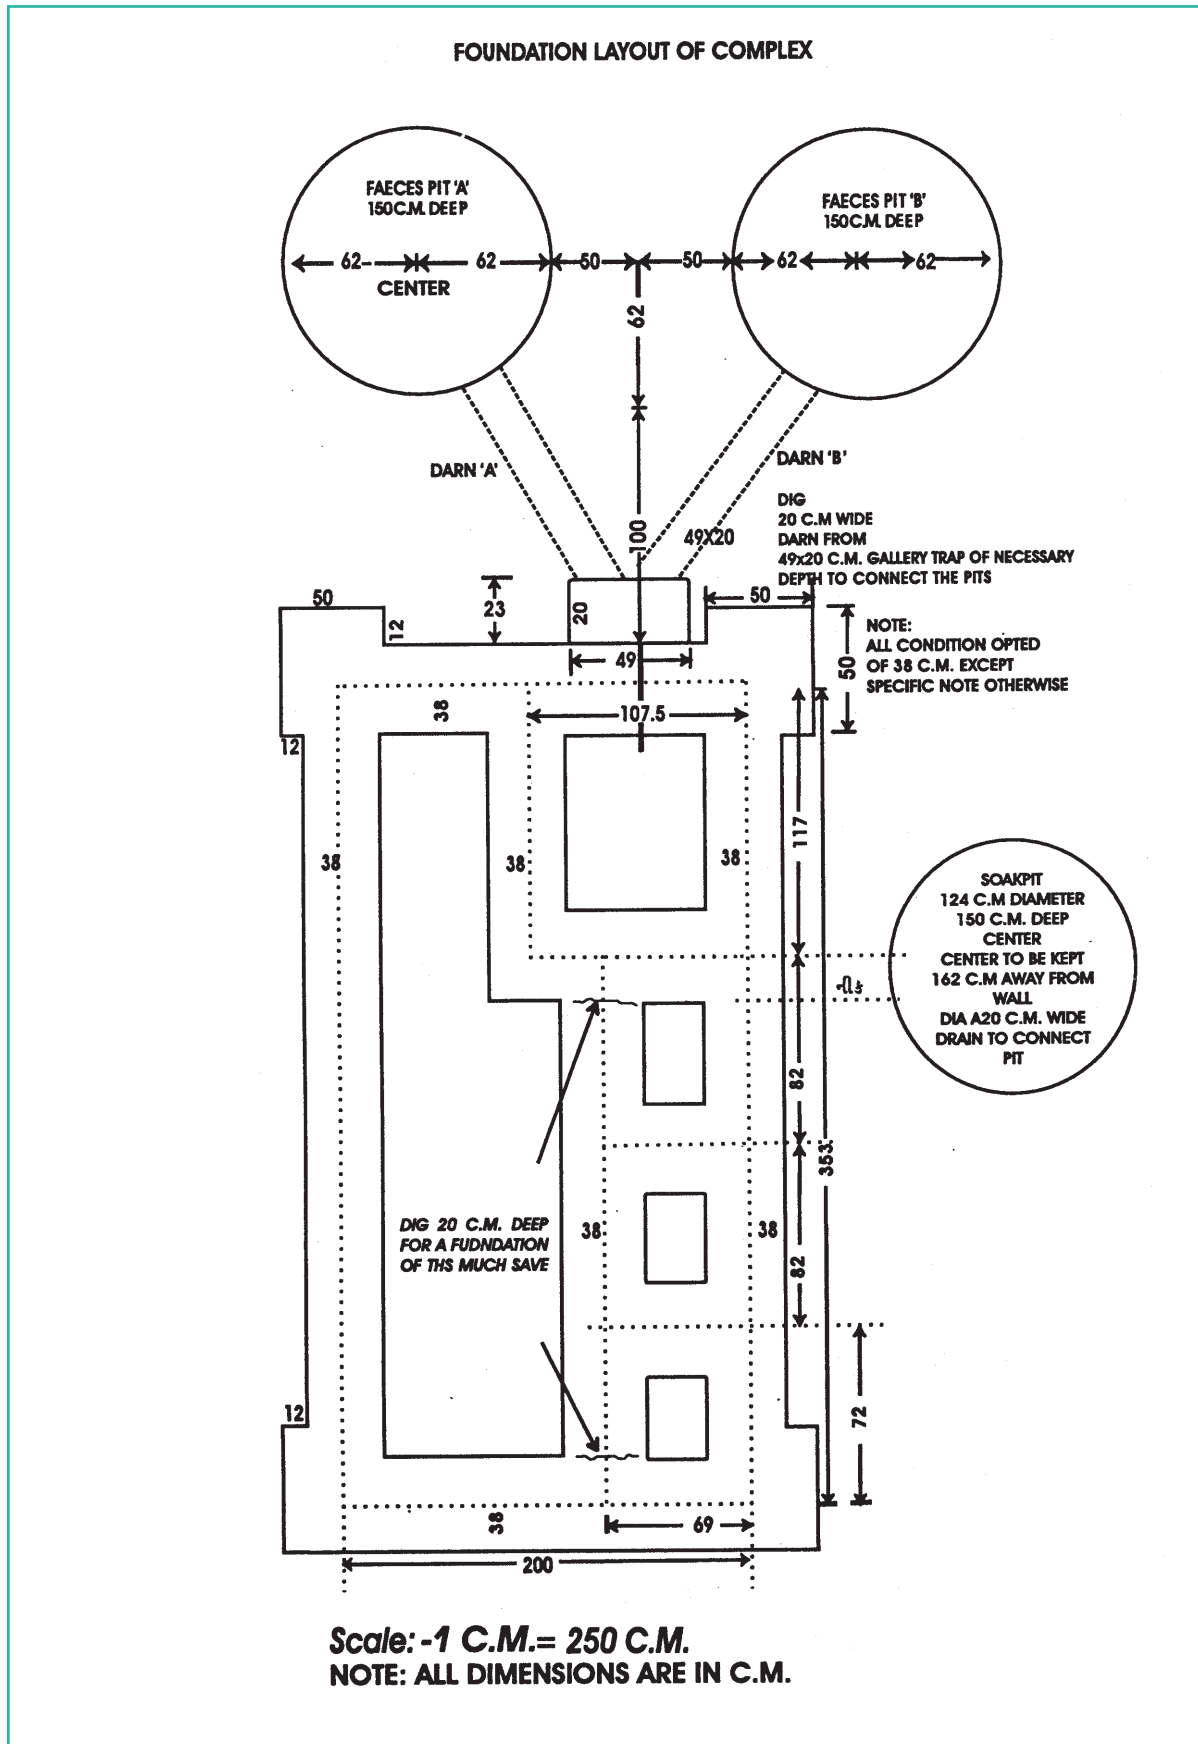 FOUNDATION LAYOUT OF COMPLEX
FAECES PIT 'A'
150C.M. DEEP
FAECES PIT 'B'
150C.M. DEEP
62
62
50
50
62
62
CENTER
62
DARN 'A'
DARN 'B'
100
49X20
DIG
20 C.M WIDE
DARN FROM
49x20 C.M. GALLERY TRAP OF NECESSARY
DEPTH TO CONNECT THE PITS
50
12
23
20
49
50
50
NOTE:
ALL CONDITION OPTED
OF 38 C.M. EXCEPT
SPECIFIC NOTE OTHERWISE
38
107.5
12
38
38
38
117
SOAKPIT
124 C.M DIAMETER
150 C.M. DEEP
CENTER
CENTER TO BE KEPT
162 C.M AWAY FROM
WALL
DIA A20 C.M. WIDE
DRAIN TO CONNECT
PIT
82
353
DIG 20 C.M. DEEP
FOR A FUDNDATION
OF THS MUCH SAVE
38
38
82
12
72
38
69
200
Scale: -1 C.M.= 250 C.M.
NOTE: ALL DIMENSIONS ARE IN C.M.